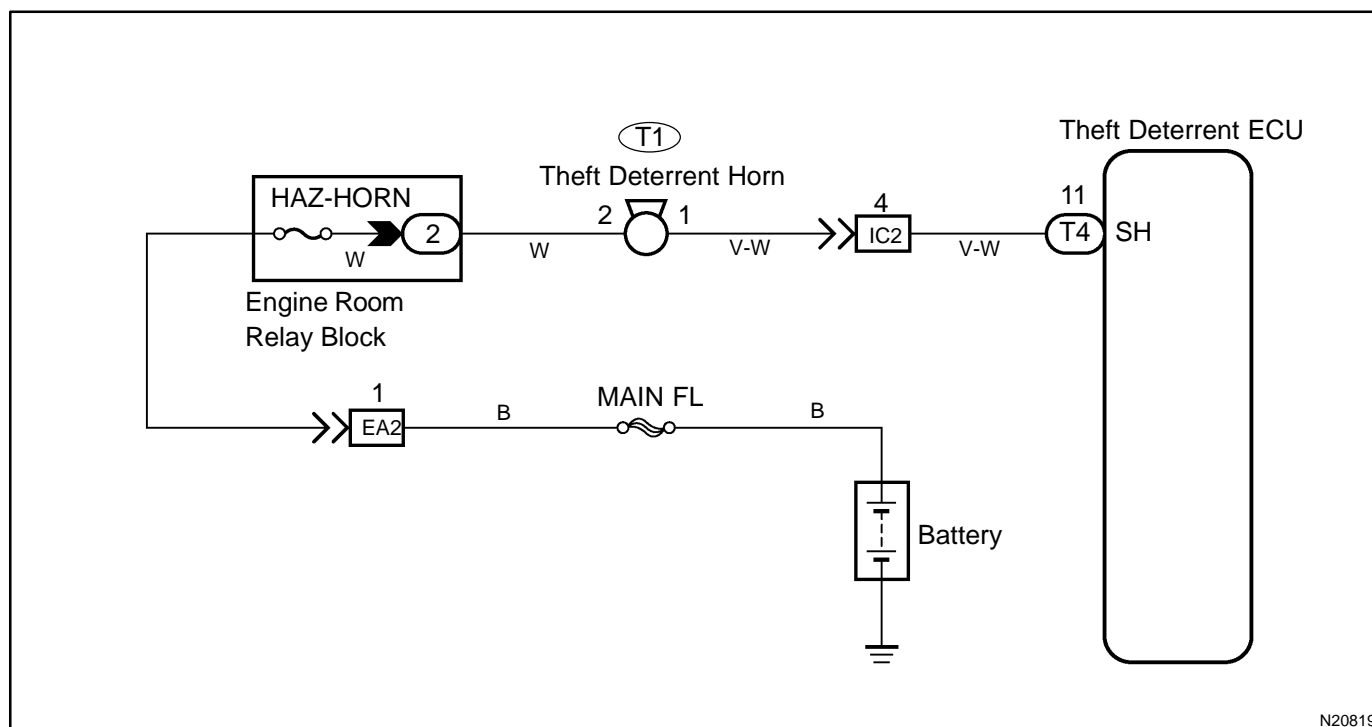 Theft Deterrent ECU
T1
Theft Deterrent Horn
HAZ-HORN
W
2
W
2
1
V-W
4
IC2
V-W
11
T4
SH
Engine Room
Relay Block
1
EA2
B
MAIN FL
B
Battery
N20819